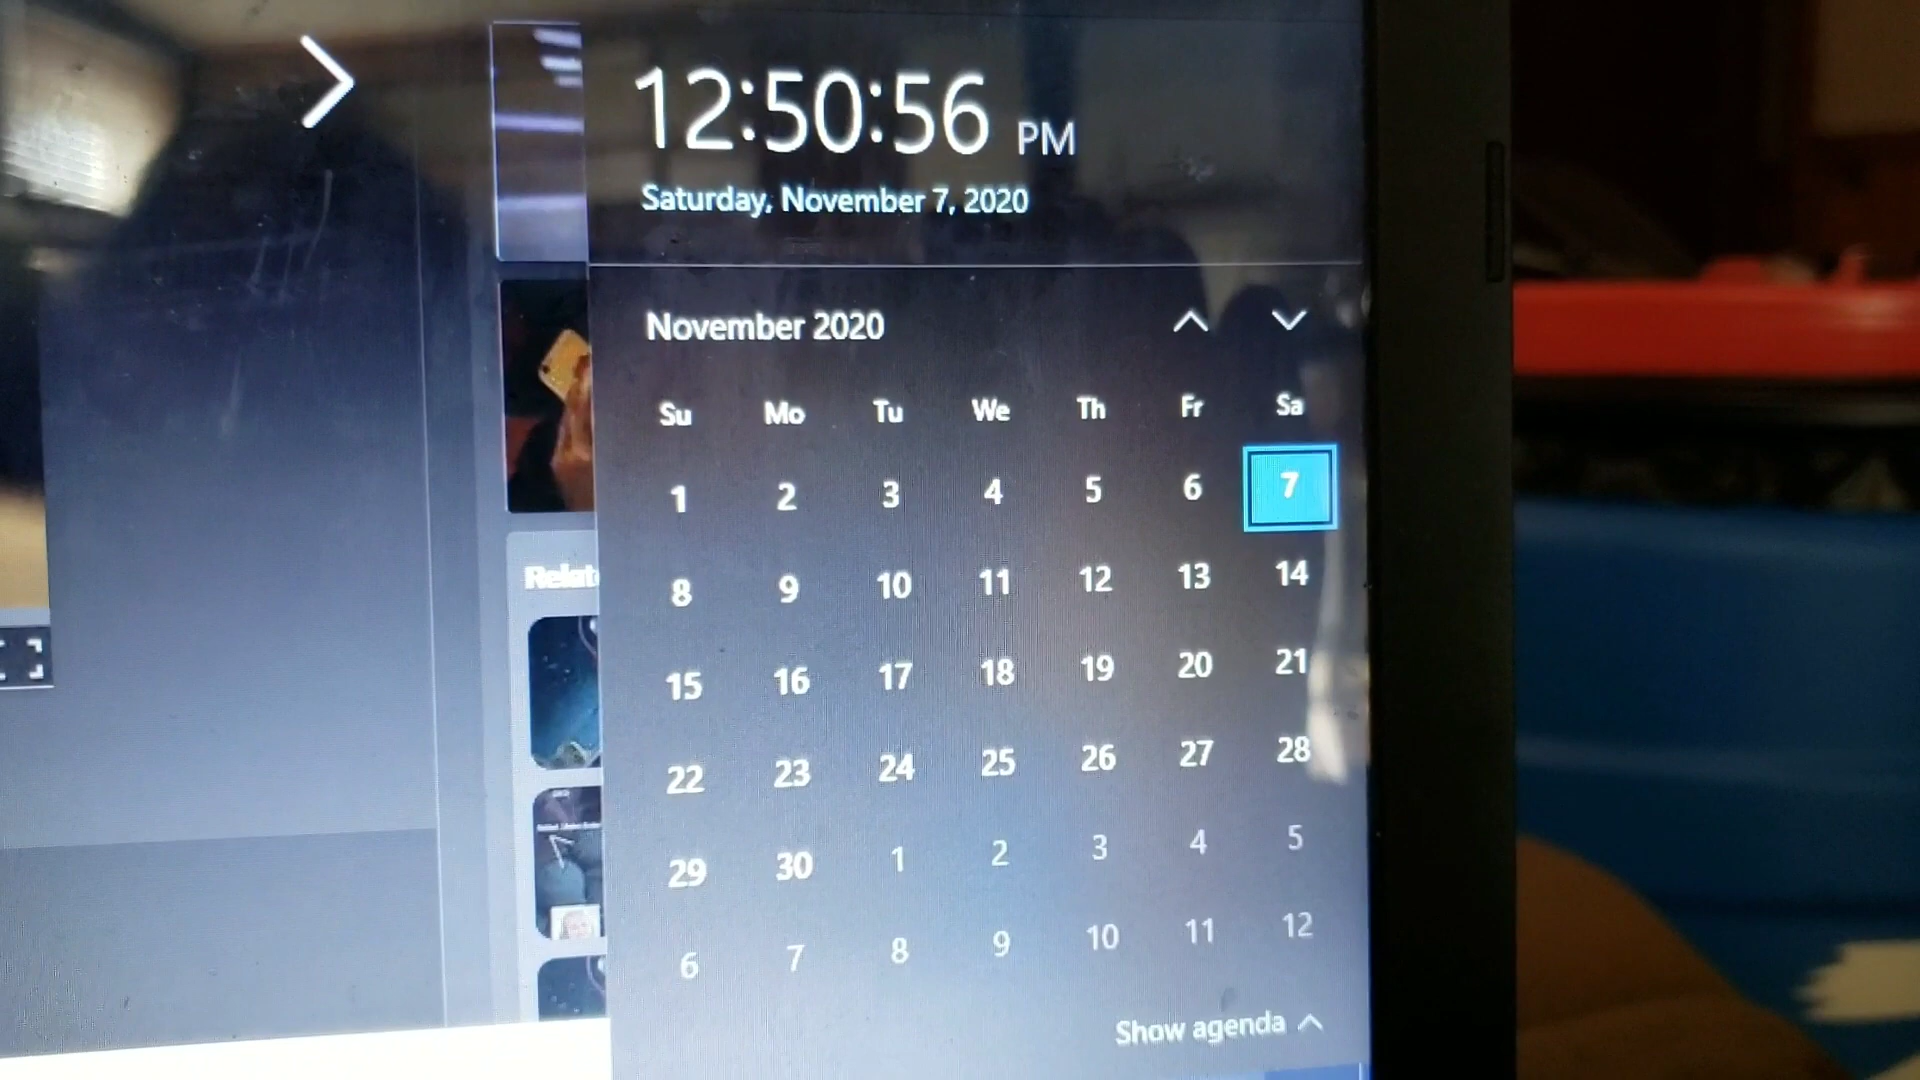 12:50:56 PM
Saturday, November 7, 2020
November 2020
Su Mo Tu We Th Fr Sa
1 2 3 4 5 6 7
8 9 10 11 12 13 14
15 16 17 18 19 20 21
22 23 24 25 26 27 28
29 30 1 2 3 4 5
6 7 8 9 10 11 12
Show agenda
Relat